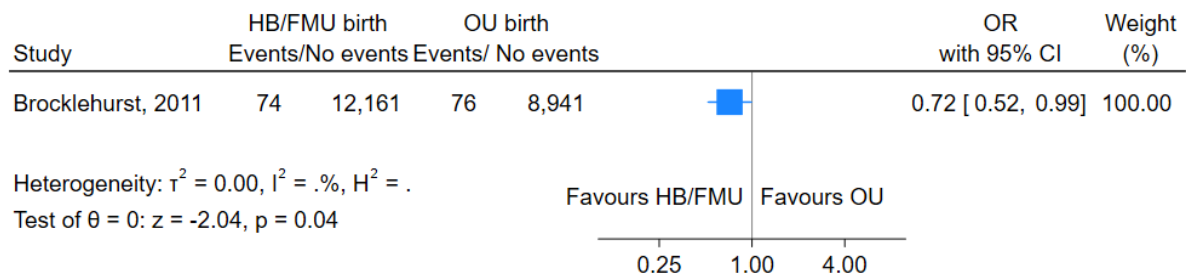 HB/FMU birth OU birth OR Weight
Study Events/No events Events/ No events with 95% CI (%)
Brocklehurst, 2011 74 12,161 76 8,941 0.72 [ 0.52, 0.99] 100.00
Heterogeneity: τ² = 0.00, I² = .%, H² = .
Favours HB/FMU Favours OU
Test of θ = 0: z = -2.04, p = 0.04
0.25 1.00 4.00